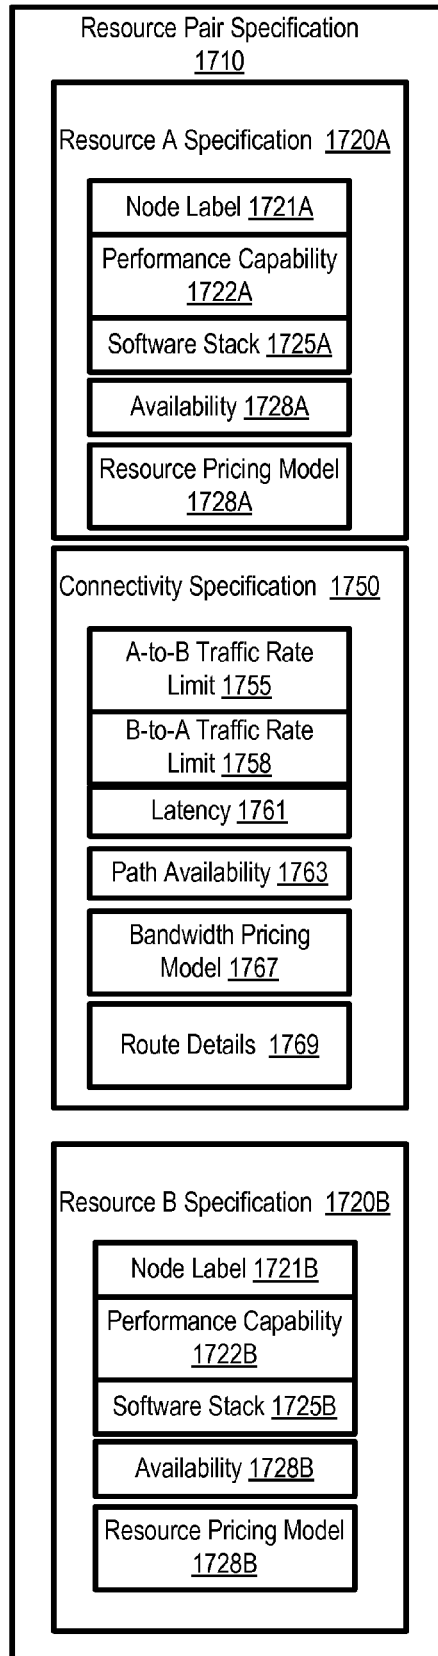 Resource Pair Specification
1710
Resource A Specification 1720A
Node Label 1721A
Performance Capability
1722A
Software Stack 1725A
Availability 1728A
Resource Pricing Model
1728A
Connectivity Specification 1750
A-to-B Traffic Rate
Limit 1755
B-to-A Traffic Rate
Limit 1758
Latency 1761
Path Availability 1763
Bandwidth Pricing
Model 1767
Route Details 1769
Resource B Specification 1720B
Node Label 1721B
Performance Capability
1722B
Software Stack 1725B
Availability 1728B
Resource Pricing Model
1728B